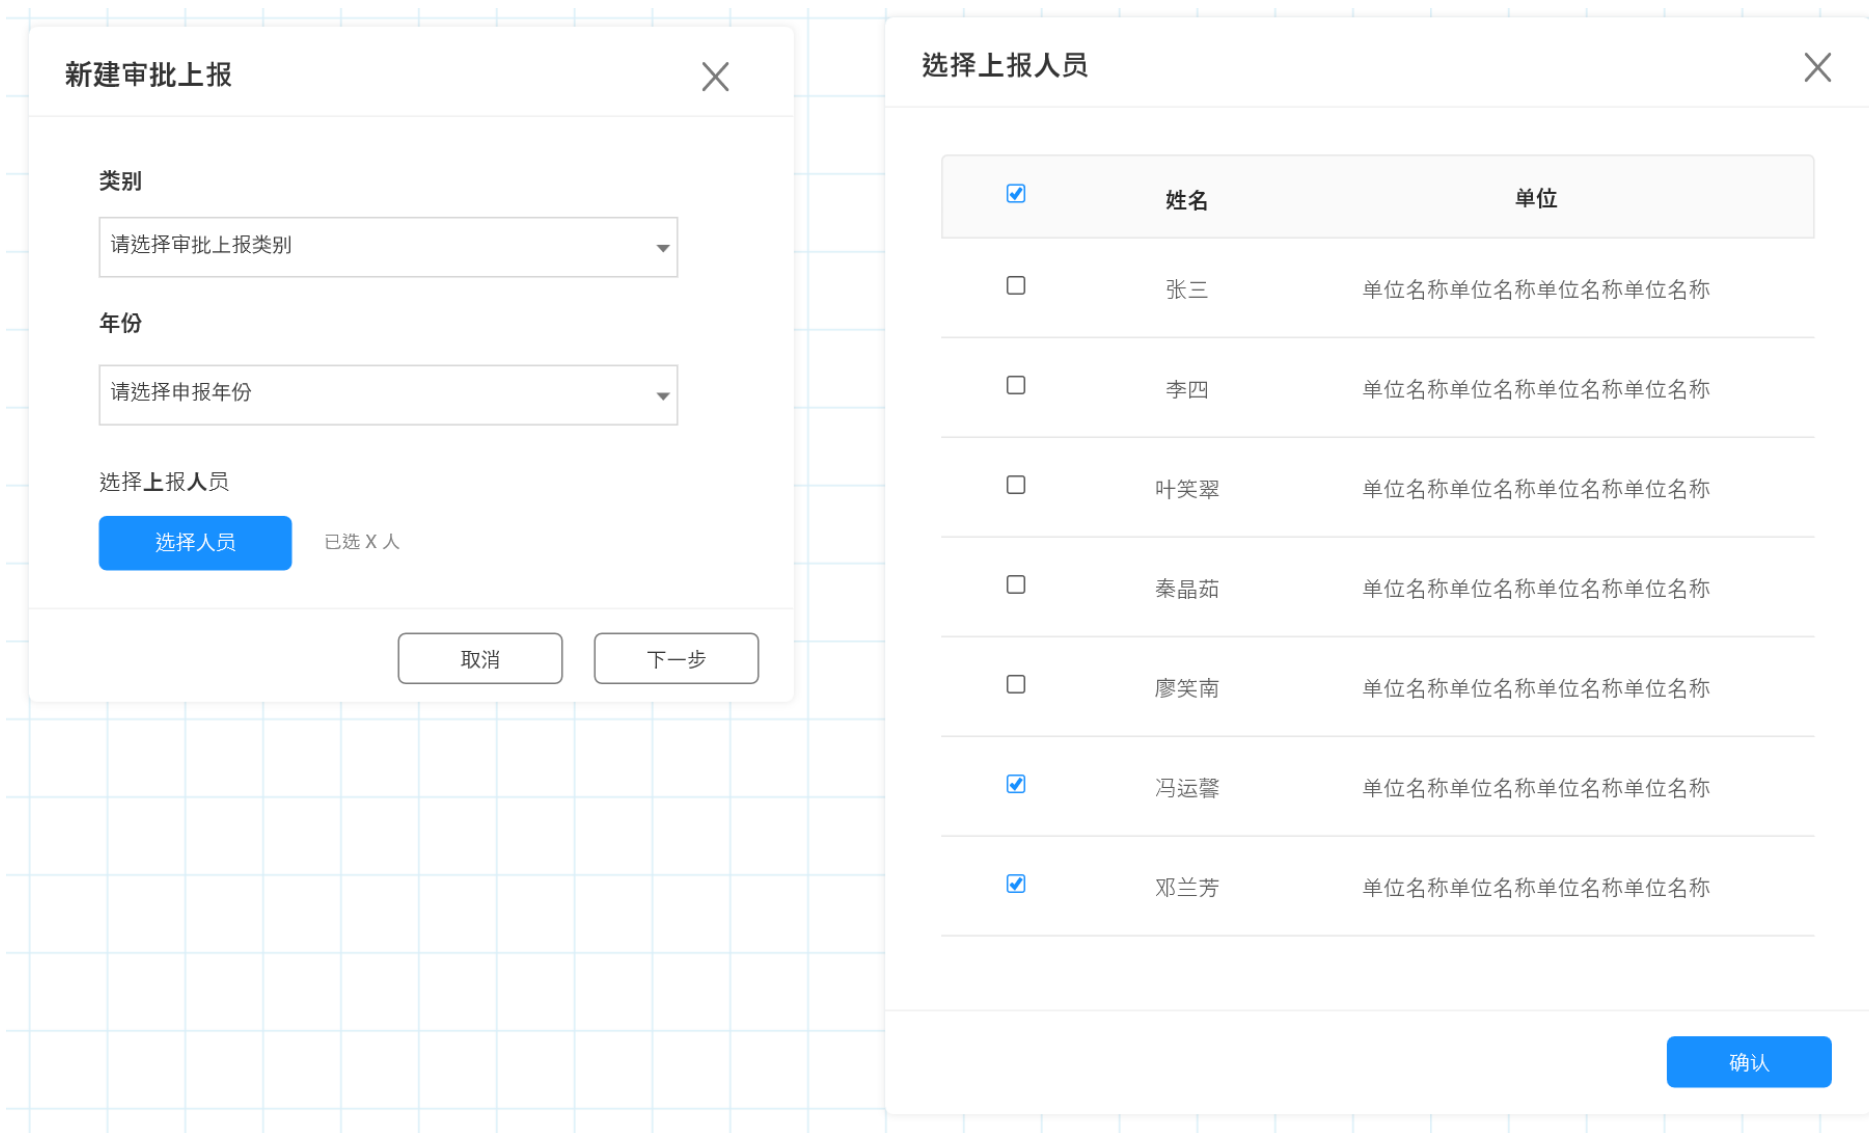 新建审批上报
类别
请选择审批上报类别
年份
请选择申报年份
选择上报人员
选择人员 已选 X 人
取消 下一步
选择上报人员
姓名 单位
张三 单位名称单位名称单位名称单位名称
李四 单位名称单位名称单位名称单位名称
叶笑翠 单位名称单位名称单位名称单位名称
秦晶茹 单位名称单位名称单位名称单位名称
廖笑南 单位名称单位名称单位名称单位名称
冯运馨 单位名称单位名称单位名称单位名称
邓兰芳 单位名称单位名称单位名称单位名称
确认